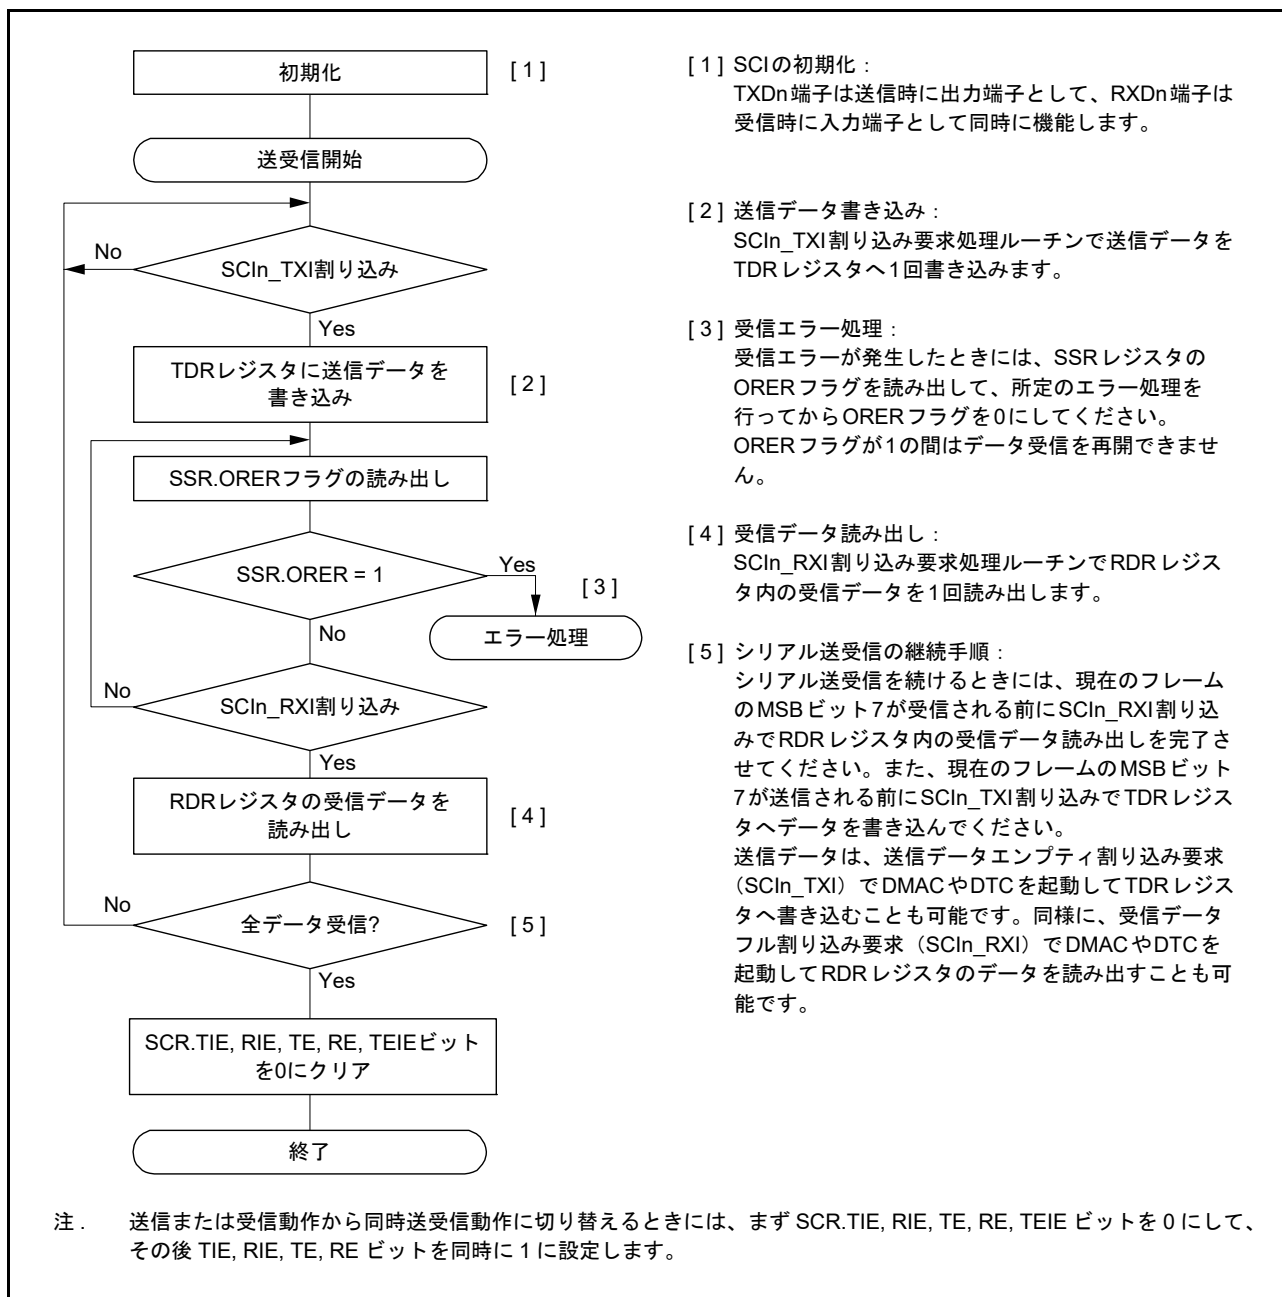 初期化
[ 1 ]
送受信開始
No
SCIn_TXI割り込み
Yes
TDRレジスタに送信データを
書き込み
[ 2 ]
SSR.ORERフラグの読み出し
SSR.ORER = 1
Yes
[ 3 ]
エラー処理
No
No
SCIn_RXI割り込み
Yes
RDRレジスタの受信データを
読み出し
[ 4 ]
No
全データ受信?
[ 5 ]
Yes
SCR.TIE, RIE, TE, RE, TEIEビット
を0にクリア
終了
[ 1 ] SCIの初期化：
TXDn端子は送信時に出力端子として、RXDn端子は
受信時に入力端子として同時に機能します。
[ 2 ] 送信データ書き込み：
SCIn_TXI割り込み要求処理ルーチンで送信データを
TDRレジスタへ1回書き込みます。
[ 3 ] 受信エラー処理：
受信エラーが発生したときには、SSRレジスタの
ORERフラグを読み出して、所定のエラー処理を
行ってからORERフラグを0にしてください。
ORERフラグが1の間はデータ受信を再開できませ
ん。
[ 4 ] 受信データ読み出し：
SCIn_RXI割り込み要求処理ルーチンでRDRレジス
タ内の受信データを1回読み出します。
[ 5 ] シリアル送受信の継続手順：
シリアル送受信を続けるときには、現在のフレーム
のMSBビット7が受信される前にSCIn_RXI割り込
みでRDRレジスタ内の受信データ読み出しを完了さ
せてください。また、現在のフレームのMSBビット
7が送信される前にSCIn_TXI割り込みでTDRレジス
タへデータを書き込んでください。
送信データは、送信データエンプティ割り込み要求
（SCIn_TXI）でDMACやDTCを起動してTDRレジス
タへ書き込むことも可能です。同様に、受信データ
フル割り込み要求（SCIn_RXI）でDMACやDTCを
起動してRDRレジスタのデータを読み出すことも可
能です。
注． 送信または受信動作から同時送受信動作に切り替えるときには、まず SCR.TIE, RIE, TE, RE, TEIE ビットを 0 にして、
その後 TIE, RIE, TE, RE ビットを同時に 1 に設定します。